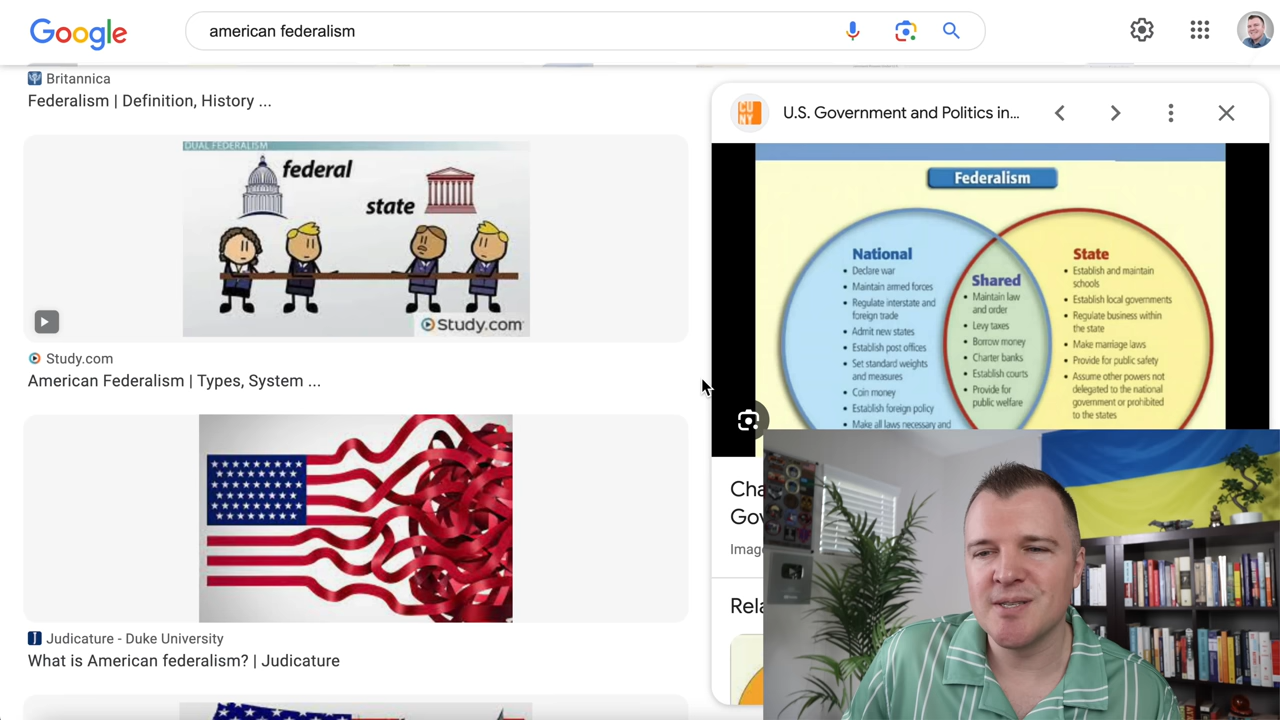 Google
american federalism
Britannica
Federalism | Definition, History ...
DUAL FEDERALISM
federal
state
Study.com
Study.com
American Federalism | Types, System ...
Judicature - Duke University
What is American federalism? | Judicature
CU
NY
U.S. Government and Politics in...
Federalism
National
• Declare war
• Maintain armed forces
• Regulate interstate and
foreign trade
• Admit new states
• Establish post offices
• Set standard weights
and measures
• Coin money
• Establish foreign policy
• Make all laws necessary and
Shared
• Maintain law
and order
• Levy taxes
• Borrow money
• Charter banks
• Establish courts
• Provide for
public welfare
State
• Establish and maintain
schools
• Establish local governments
• Regulate business within
the state
• Make marriage laws
• Provide for public safety
• Assume other powers not
delegated to the national
government or prohibited
to the states
Cha
Gov
Imag
Rela